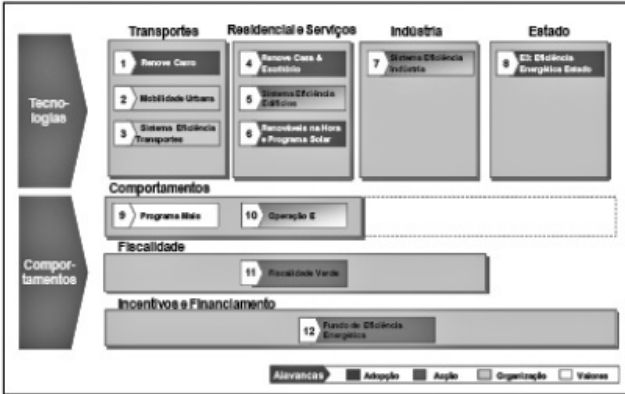 Transportes
Residencial e Serviços
Indústria
Estado
Tecno-
logias
1 Renove Carro
2 Mobilidade Urbana
3 Sistema Eficiência
Transportes
4 Renove Casa &
Escritório
5 Sistema Eficiência
Edifícios
6 Renováveis na Hora
e Programa Solar
7 Sistema Eficiência
Indústria
8 E3: Eficiência
Energética Estado
Compor-
tamentos
Comportamentos
9 Programa Mais
10 Operação E
Fiscalidade
11 Fiscalidade Verde
Incentivos e Financiamento
12 Fundo de Eficiência
Energética
Alavancas Adopção Acção Organização Valores